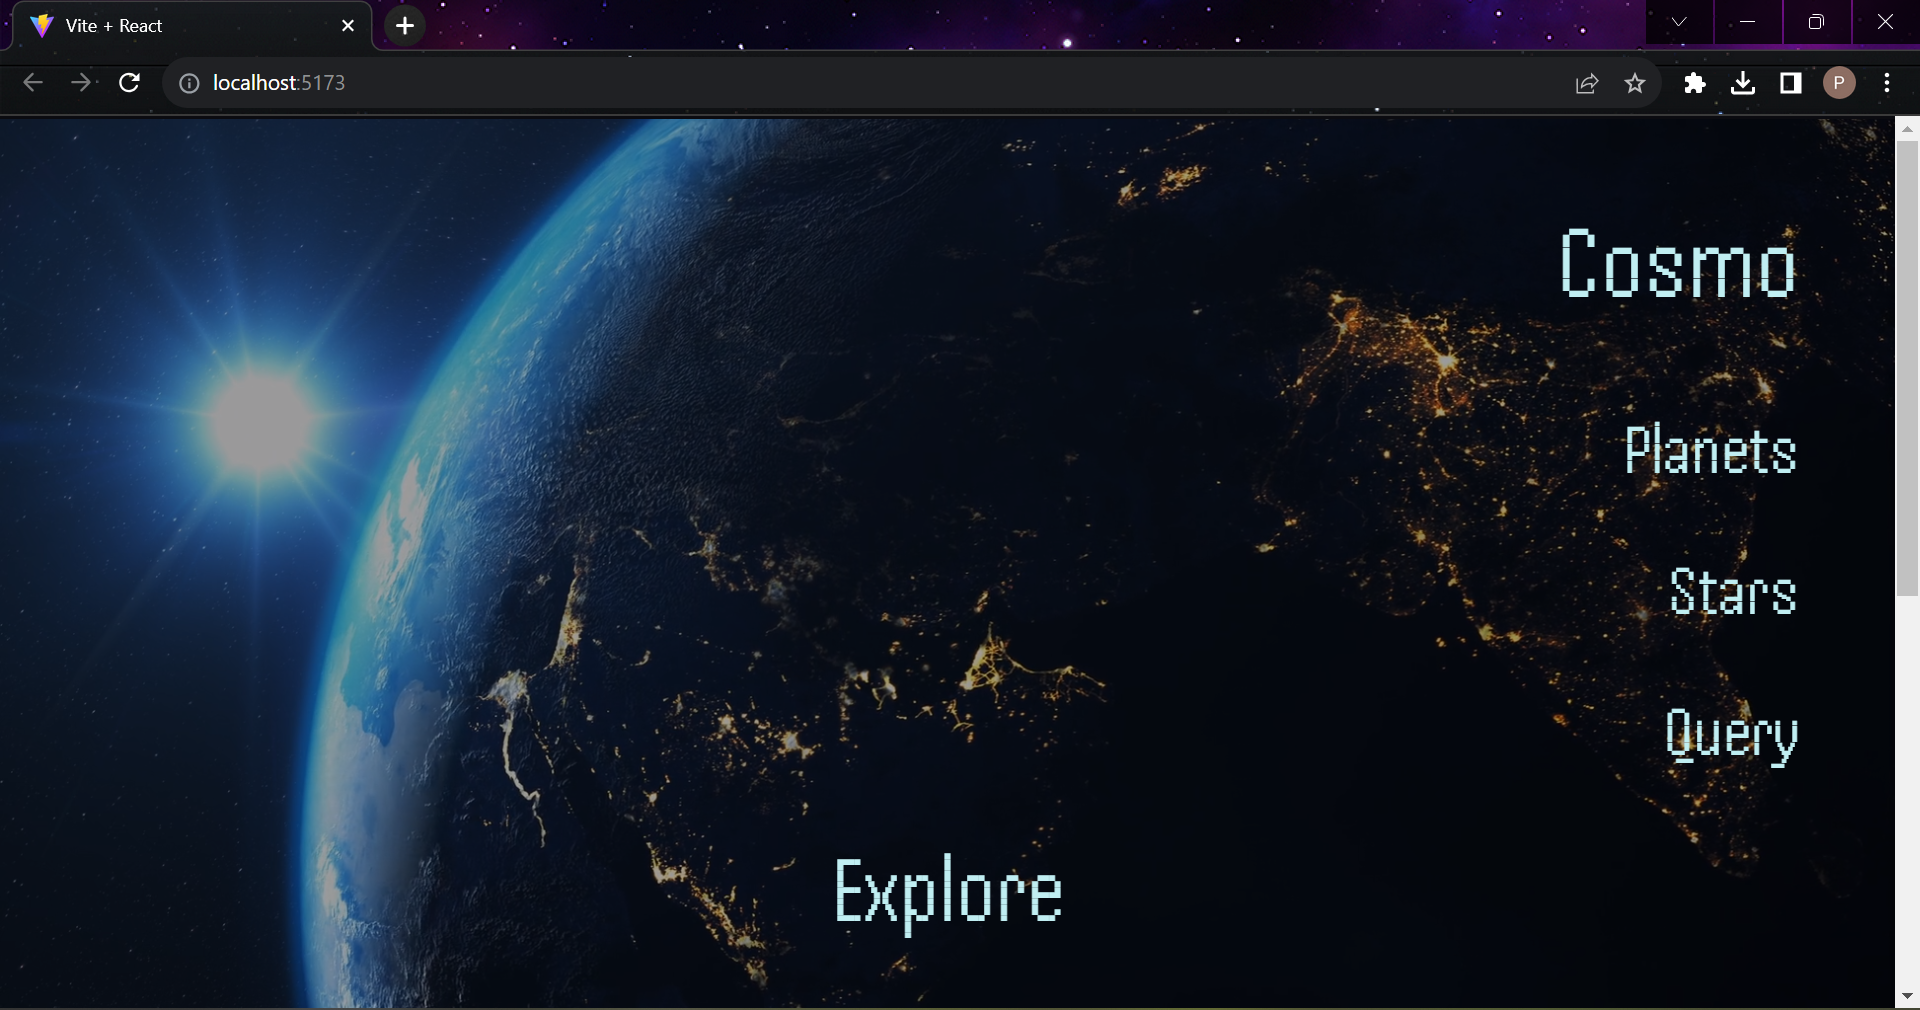 Vite + React
localhost:5173
P
Cosmo
Planets
Stars
Query
Explore